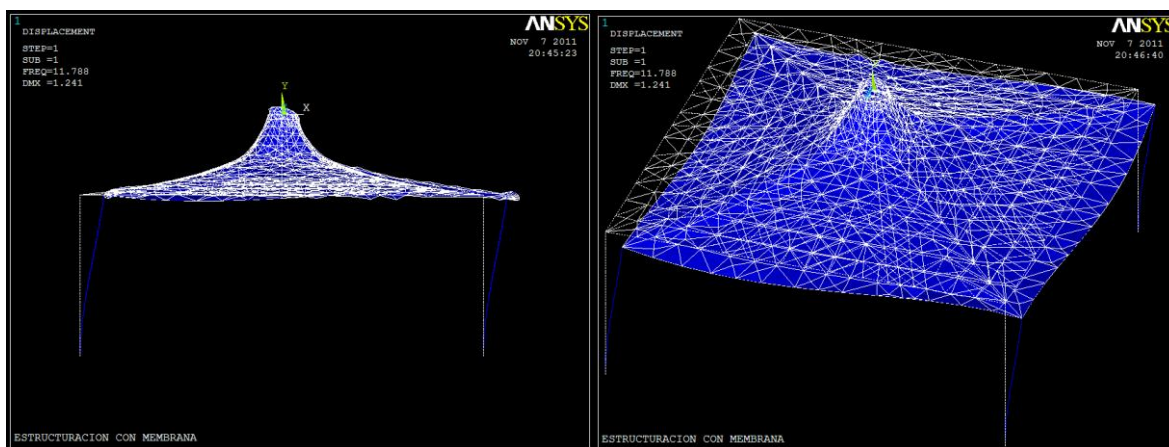 1
ANSYS
DISPLACEMENT
NOV 7 2011
20:45:23
STEP=1
SUB =1
FREQ=11.788
DMX =1.241
Y
X
ESTRUCTURACION CON MEMBRANA
1
ANSYS
DISPLACEMENT
NOV 7 2011
20:46:40
STEP=1
SUB =1
FREQ=11.788
DMX =1.241
ESTRUCTURACION CON MEMBRANA